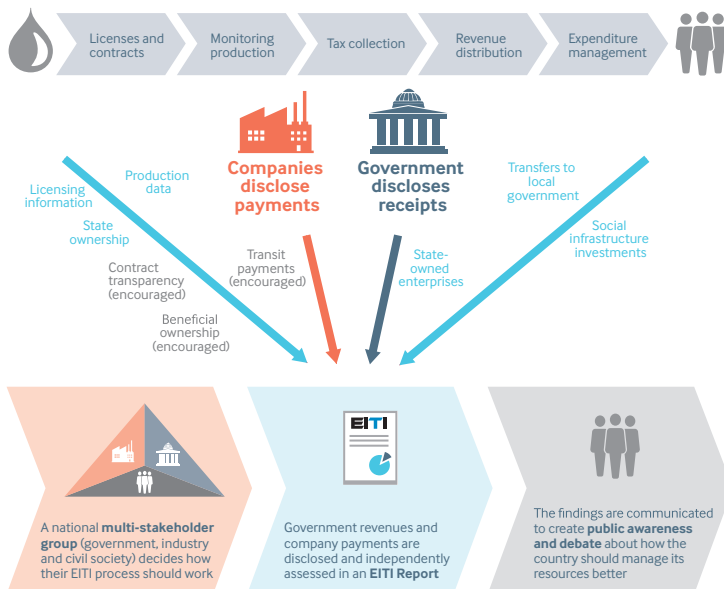 Licenses and
contracts
Monitoring
production
Tax collection
Revenue
distribution
Expenditure
management
Companies
disclose
payments
Government
discloses
receipts
Production
data
Licensing
information
State
ownership
Contract
transparency
(encouraged)
Beneficial
ownership
(encouraged)
Transit
payments
(encouraged)
State-
owned
enterprises
Transfers to
local
government
Social
infrastructure
investments
EITI
A national multi-stakeholder
group (government, industry
and civil society) decides how
their EITI process should work
Government revenues and
company payments are
disclosed and independently
assessed in an EITI Report
The findings are communicated
to create public awareness
and debate about how the
country should manage its
resources better